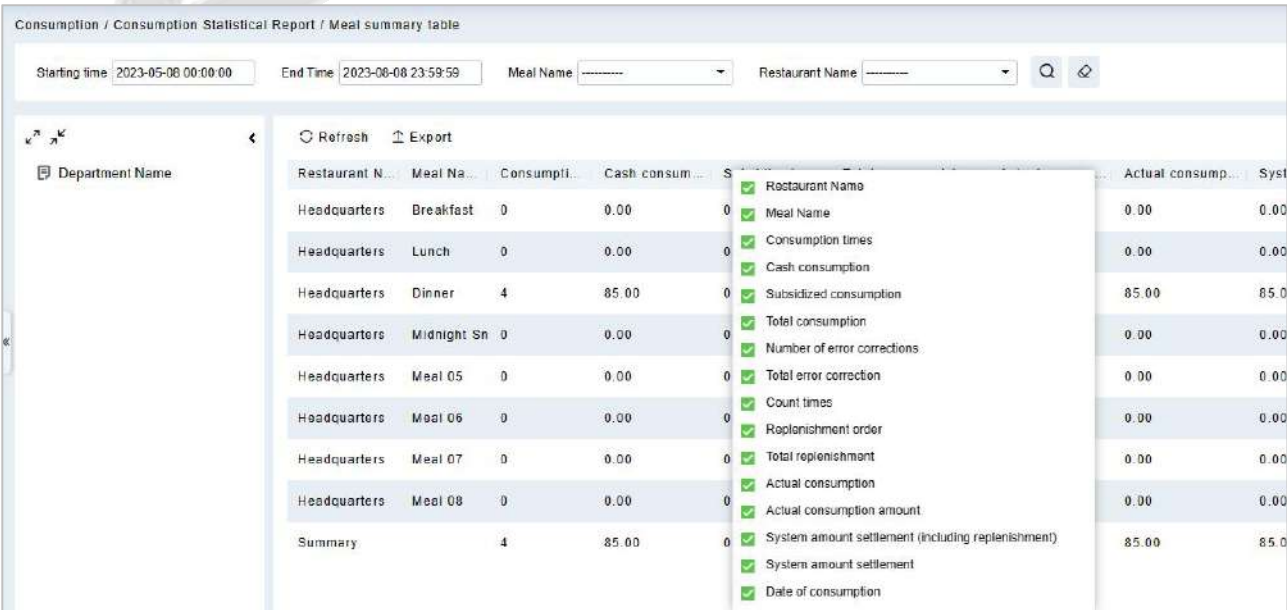 Consumption / Consumption Statistical Report / Meal summary table
Starting time 2023-05-08 00:00:00 End Time 2023-08-08 23:59:59 Meal Name ---------- Restaurant Name ----------
Refresh Export
Department Name
Restaurant N... Meal Na... Consumpti... Cash consum... Actual consump... Syst
Headquarters Breakfast 0 0.00 0 0.00 0.00
Headquarters Lunch 0 0.00 0 0.00 0.00
Headquarters Dinner 4 85.00 0 85.00 85.0
Headquarters Midnight Sn 0 0.00 0 0.00 0.00
Headquarters Meal 05 0 0.00 0 0.00 0.00
Headquarters Meal 06 0 0.00 0 0.00 0.00
Headquarters Meal 07 0 0.00 0 0.00 0.00
Headquarters Meal 08 0 0.00 0 0.00 0.00
Summary 4 85.00 0 85.00 85.0
Restaurant Name
Meal Name
Consumption times
Cash consumption
Subsidized consumption
Total consumption
Number of error corrections
Total error correction
Count times
Replenishment order
Total replenishment
Actual consumption
Actual consumption amount
System amount settlement (including replenishment)
System amount settlement
Date of consumption